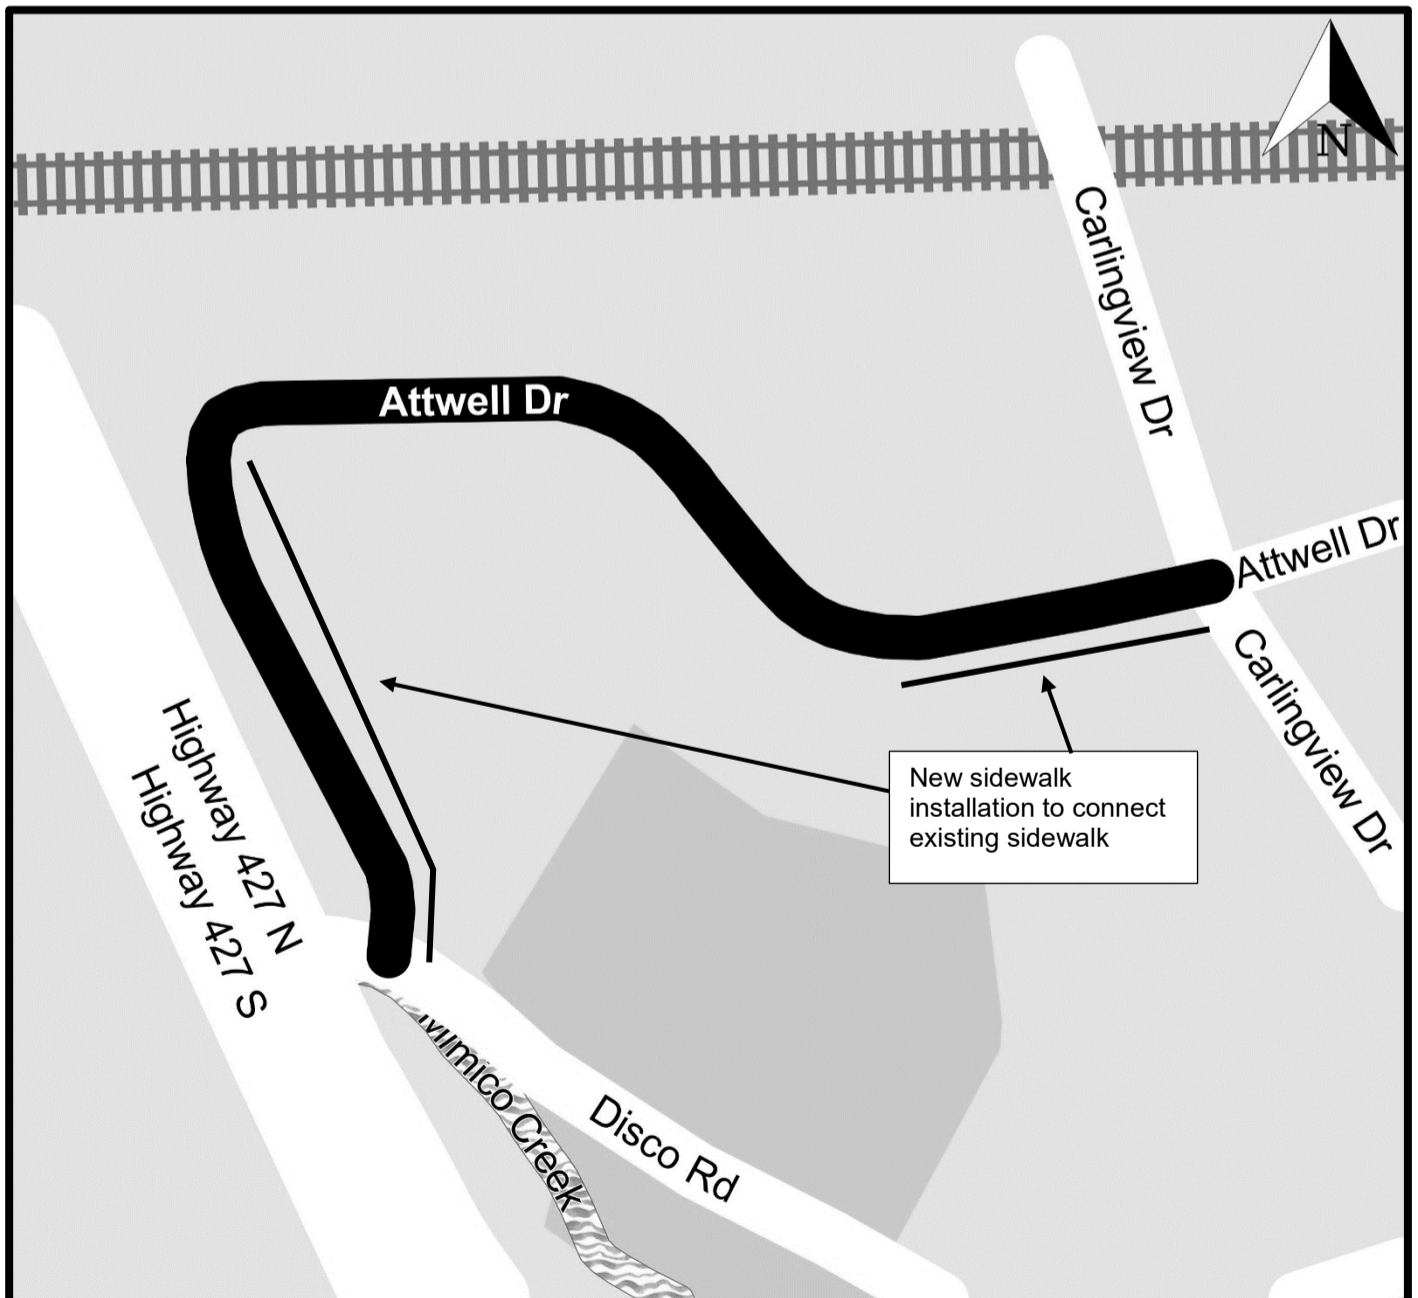 N
Carlingview Dr
Attwell Dr
Attwell Dr
Carlingview Dr
Highway 427 N
Highway 427 S
New sidewalk
installation to connect
existing sidewalk
Mimico Creek
Disco Rd